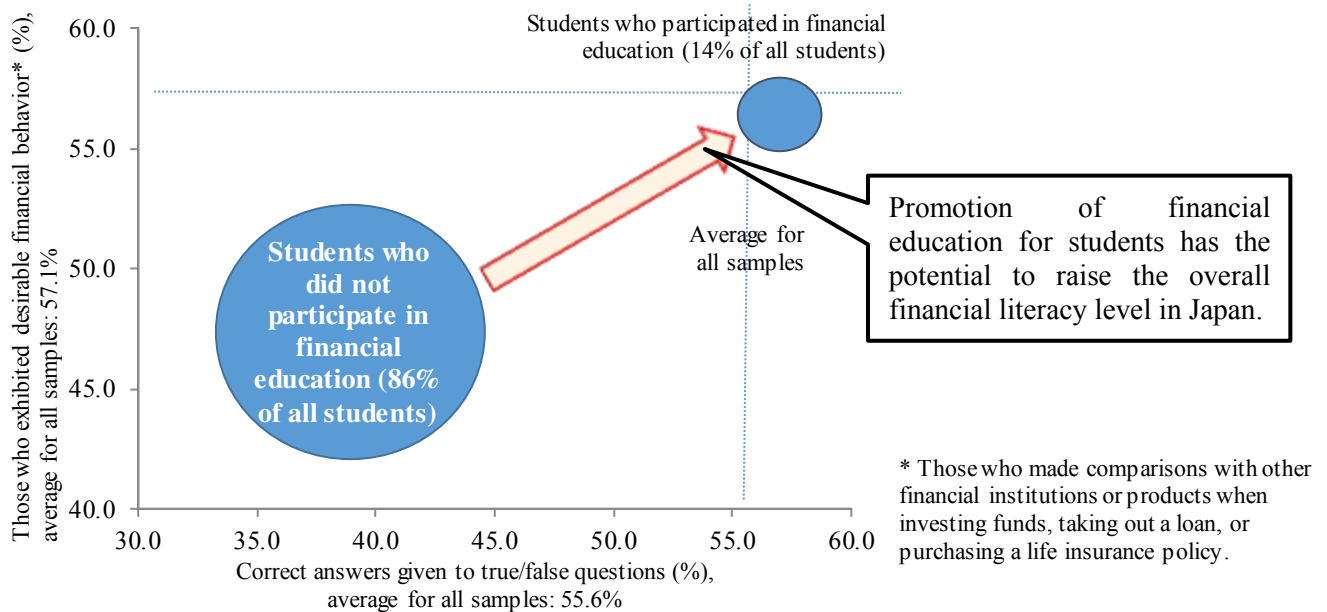 Students who participated in financial
education (14% of all students)
Those who exhibited desirable financial behavior* (%),
average for all samples: 57.1%
60.0
55.0
50.0
45.0
40.0
Students who
did not
participate in
financial
education (86%
of all students)
Average for
all samples
Promotion of financial
education for students has the
potential to raise the overall
financial literacy level in Japan.
30.0 35.0 40.0 45.0 50.0 55.0 60.0
Correct answers given to true/false questions (%),
average for all samples: 55.6%
* Those who made comparisons with other
financial institutions or products when
investing funds, taking out a loan, or
purchasing a life insurance policy.